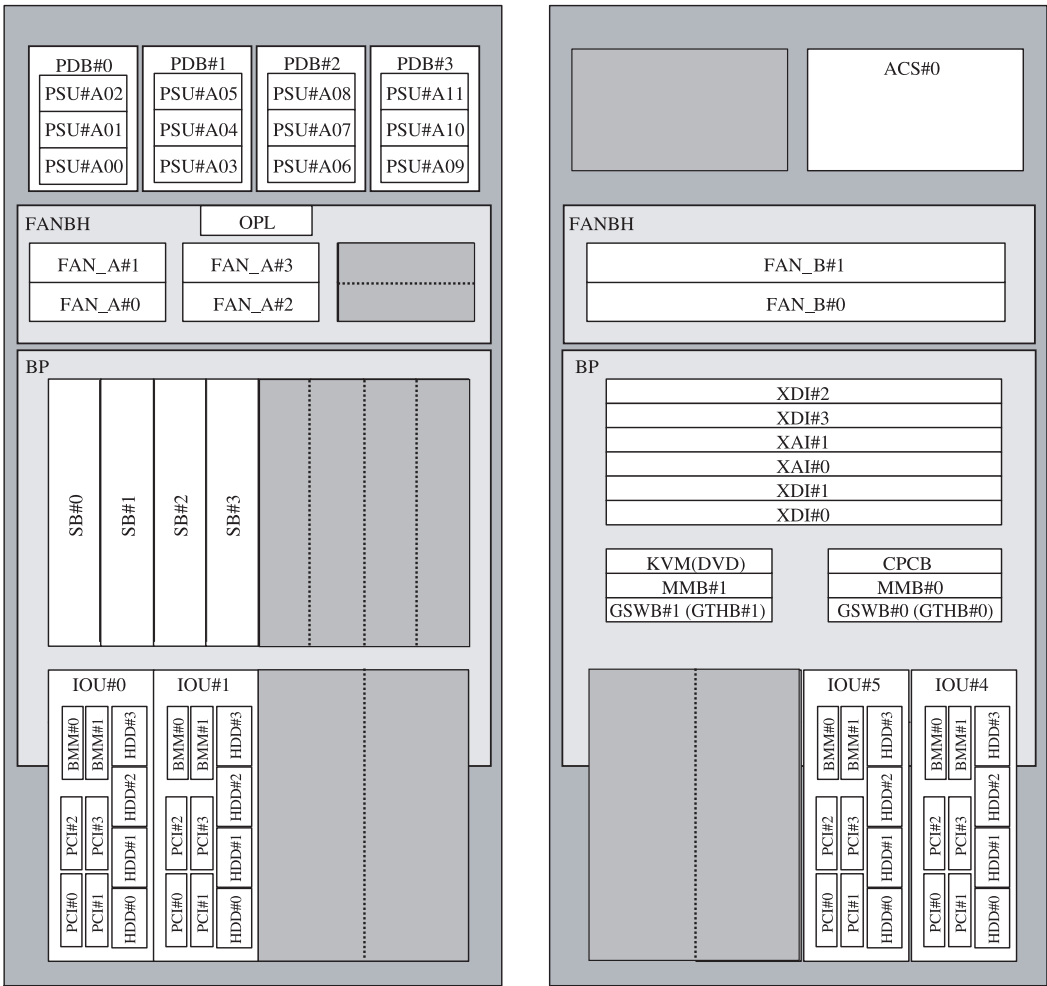 PDB#0 PDB#1 PDB#2 PDB#3
PSU#A02 PSU#A05 PSU#A08 PSU#A11
PSU#A01 PSU#A04 PSU#A07 PSU#A10
PSU#A00 PSU#A03 PSU#A06 PSU#A09
FANBH OPL
FAN_A#1 FAN_A#3
FAN_A#0 FAN_A#2
BP
SB#0 SB#1 SB#2 SB#3
IOU#0 IOU#1
BMM#0 BMM#1 HDD#3 BMM#0 BMM#1 HDD#3
HDD#2 HDD#2
PCI#2 PCI#3 HDD#1 PCI#2 PCI#3 HDD#1
PCI#0 PCI#1 HDD#0 PCI#0 PCI#1 HDD#0
ACS#0
FANBH
FAN_B#1
FAN_B#0
BP
XDI#2
XDI#3
XAI#1
XAI#0
XDI#1
XDI#0
KVM(DVD) CPCB
MMB#1 MMB#0
GSWB#1 (GTHB#1) GSWB#0 (GTHB#0)
IOU#5 IOU#4
BMM#0 BMM#1 HDD#3 BMM#0 BMM#1 HDD#3
HDD#2 HDD#2
PCI#2 PCI#3 HDD#1 PCI#2 PCI#3 HDD#1
PCI#0 PCI#1 HDD#0 PCI#0 PCI#1 HDD#0